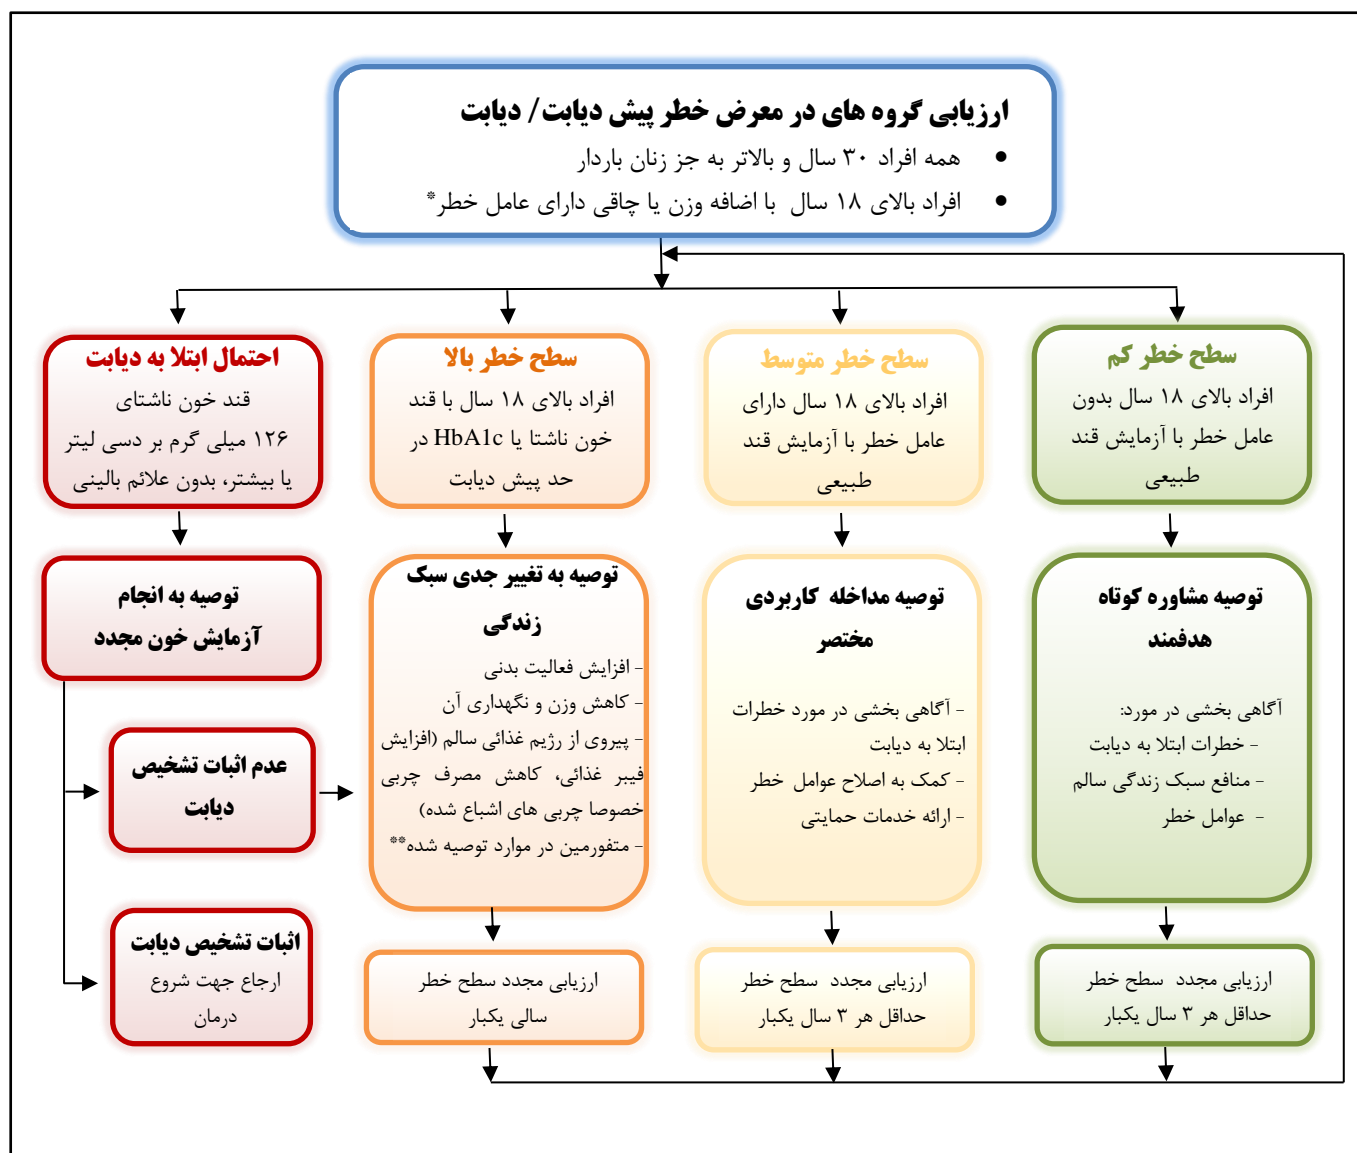 ارزیابی گروه های در معرض خطر پیش دیابت/ دیابت
• همه افراد ۳۰ سال و بالاتر به جز زنان باردار
• افراد بالای ۱۸ سال با اضافه وزن یا چاقی دارای عامل خطر*
سطح خطر کم
افراد بالای ۱۸ سال بدون
عامل خطر با آزمایش قند
طبیعی
توصیه مشاوره کوتاه
هدفمند
آگاهی بخشی در مورد:
- خطرات ابتلا به دیابت
- منافع سبک زندگی سالم
- عوامل خطر
ارزیابی مجدد سطح خطر
حداقل هر ۳ سال یکبار
سطح خطر متوسط
افراد بالای ۱۸ سال دارای
عامل خطر با آزمایش قند
طبیعی
توصیه مداخله کاربردی
مختصر
- آگاهی بخشی در مورد خطرات
ابتلا به دیابت
- کمک به اصلاح عوامل خطر
- ارائه خدمات حمایتی
ارزیابی مجدد سطح خطر
حداقل هر ۳ سال یکبار
سطح خطر بالا
افراد بالای ۱۸ سال با قند
خون ناشتا یا HbA1c در
حد پیش دیابت
توصیه به تغییر جدی سبک
زندگی
- افزایش فعالیت بدنی
- کاهش وزن و نگهداری آن
- پیروی از رژیم غذائی سالم (افزایش
فیبر غذائی، کاهش مصرف چربی
خصوصا چربی های اشباع شده)
- متفورمین در موارد توصیه شده**
ارزیابی مجدد سطح خطر
سالی یکبار
احتمال ابتلا به دیابت
قند خون ناشتای
۱۲۶ میلی گرم بر دسی لیتر
یا بیشتر، بدون علائم بالینی
توصیه به انجام
آزمایش خون مجدد
عدم اثبات تشخیص
دیابت
اثبات تشخیص دیابت
ارجاع جهت شروع
درمان